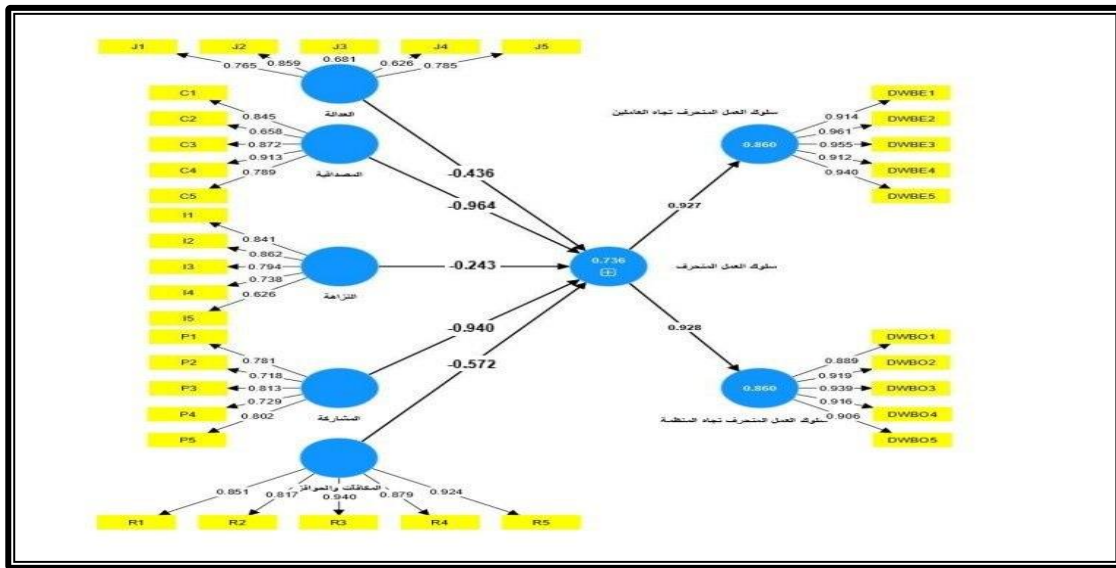 J1 J2 J3 J4 J5
0.765 0.859 0.681 0.626 0.785
العدالة
C1
C2
C3
C4
C5
0.845
0.658
0.872
0.913
0.789
المصداقية
I1
I2
I3
I4
I5
0.841
0.862
0.794
0.738
0.626
النزاهة
P1
P2
P3
P4
P5
0.781
0.718
0.813
0.729
0.802
المشاركة
المكافآت والحوافز
0.851 0.817 0.940 0.879 0.924
R1 R2 R3 R4 R5
-0.436
-0.964
-0.243
-0.940
-0.572
0.736
سلوك العمل المنحرف
0.927
0.928
سلوك العمل المنحرف تجاه العاملين
0.860
0.914
0.961
0.955
0.912
0.940
DWBE1
DWBE2
DWBE3
DWBE4
DWBE5
0.860
سلوك العمل المنحرف تجاه المنظمة
0.889
0.919
0.939
0.916
0.906
DWBO1
DWBO2
DWBO3
DWBO4
DWBO5